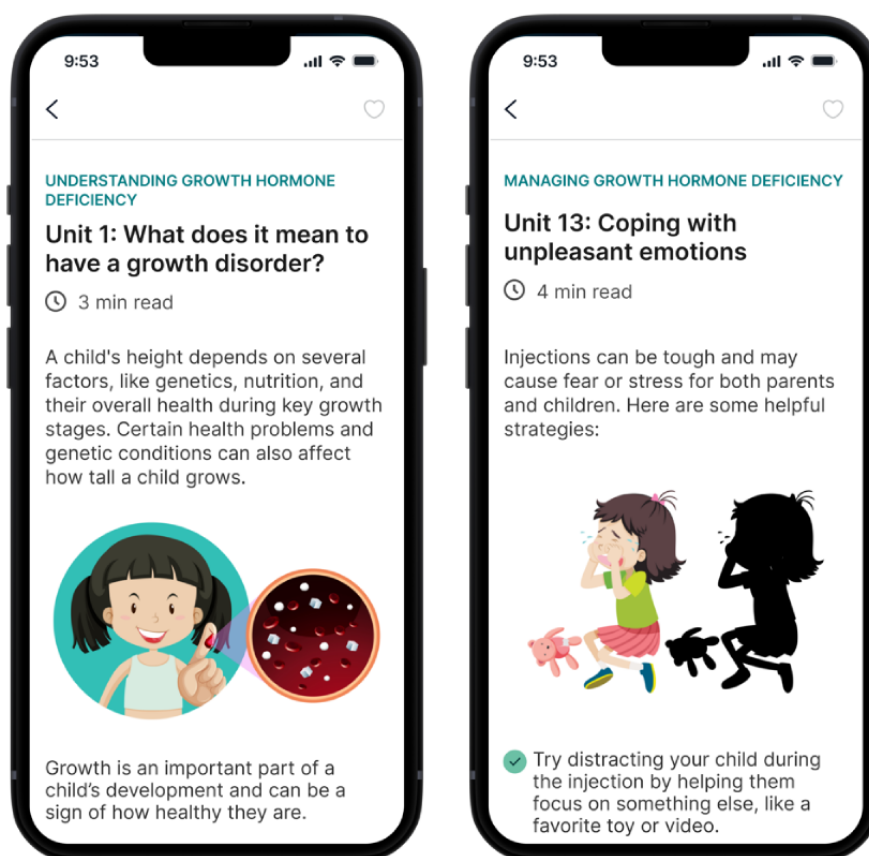 9:53
UNDERSTANDING GROWTH HORMONE
DEFICIENCY
Unit 1: What does it mean to
have a growth disorder?
3 min read
A child's height depends on several
factors, like genetics, nutrition, and
their overall health during key growth
stages. Certain health problems and
genetic conditions can also affect
how tall a child grows.
Growth is an important part of a
child’s development and can be a
sign of how healthy they are.
9:53
MANAGING GROWTH HORMONE DEFICIENCY
Unit 13: Coping with
unpleasant emotions
4 min read
Injections can be tough and may
cause fear or stress for both parents
and children. Here are some helpful
strategies:
Try distracting your child during
the injection by helping them
focus on something else, like a
favorite toy or video.